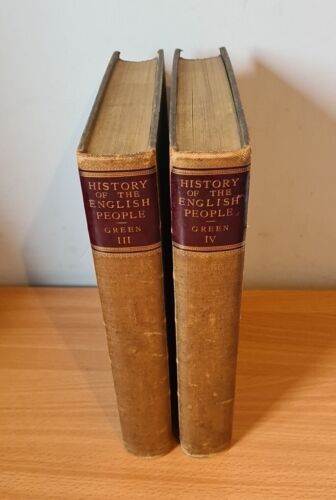 HISTORY
OF THE
ENGLISH
PEOPLE
GREEN
III
HISTORY
OF THE
ENGLISH
PEOPLE
GREEN
IV